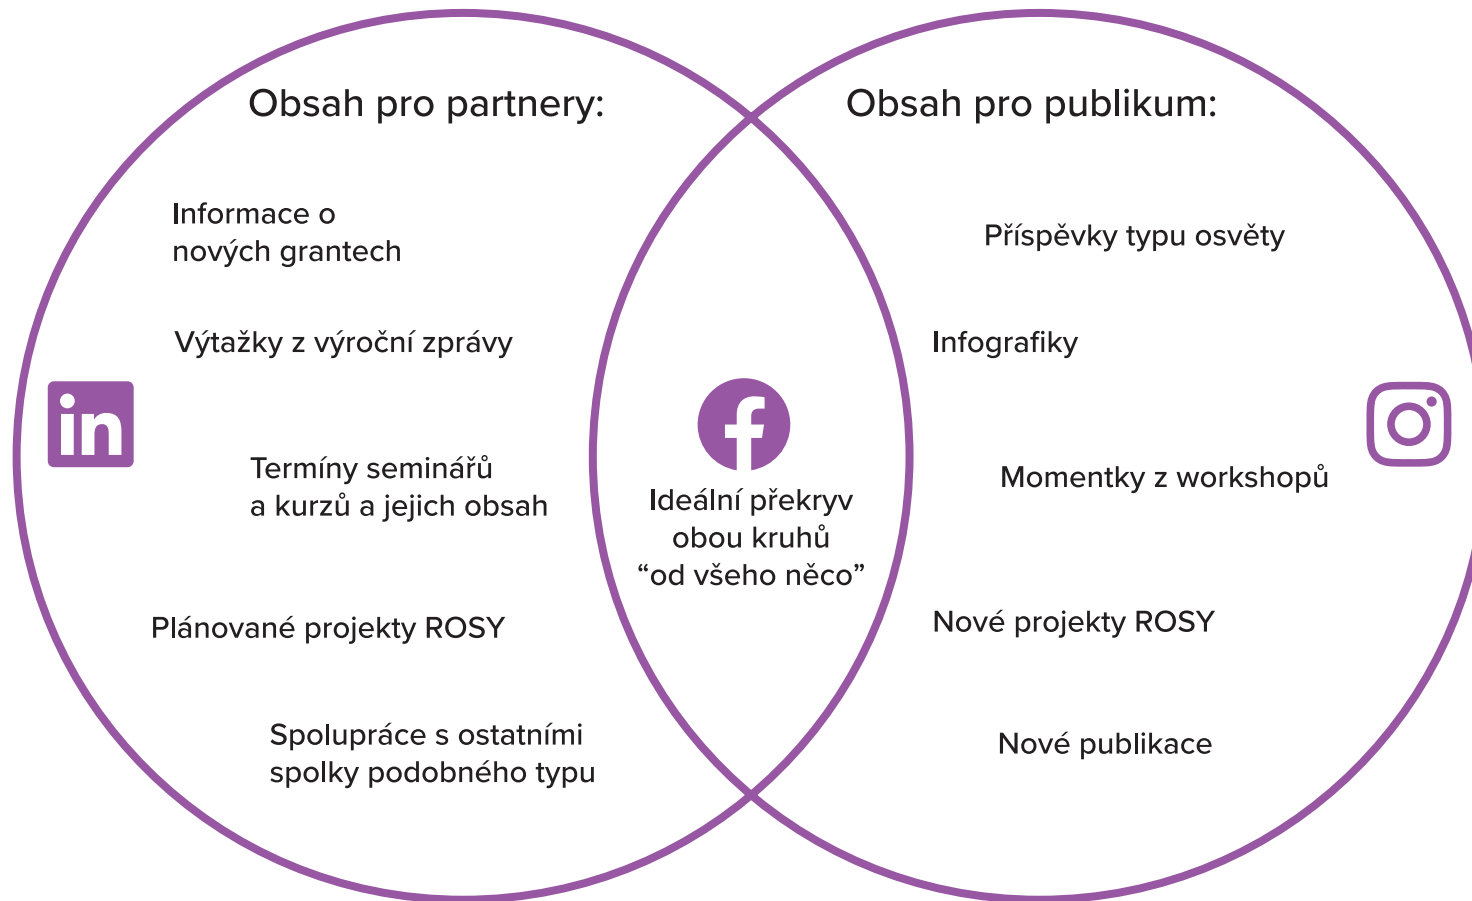 Obsah pro partnery:
Informace o
nových grantech
Výtažky z výroční zprávy
Termíny seminářů
a kurzů a jejich obsah
Plánované projekty ROSY
Spolupráce s ostatními
spolky podobného typu
in
Ideální překryv
obou kruhů
“od všeho něco”
Obsah pro publikum:
Příspěvky typu osvěty
Infografiky
Momentky z workshopů
Nové projekty ROSY
Nové publikace